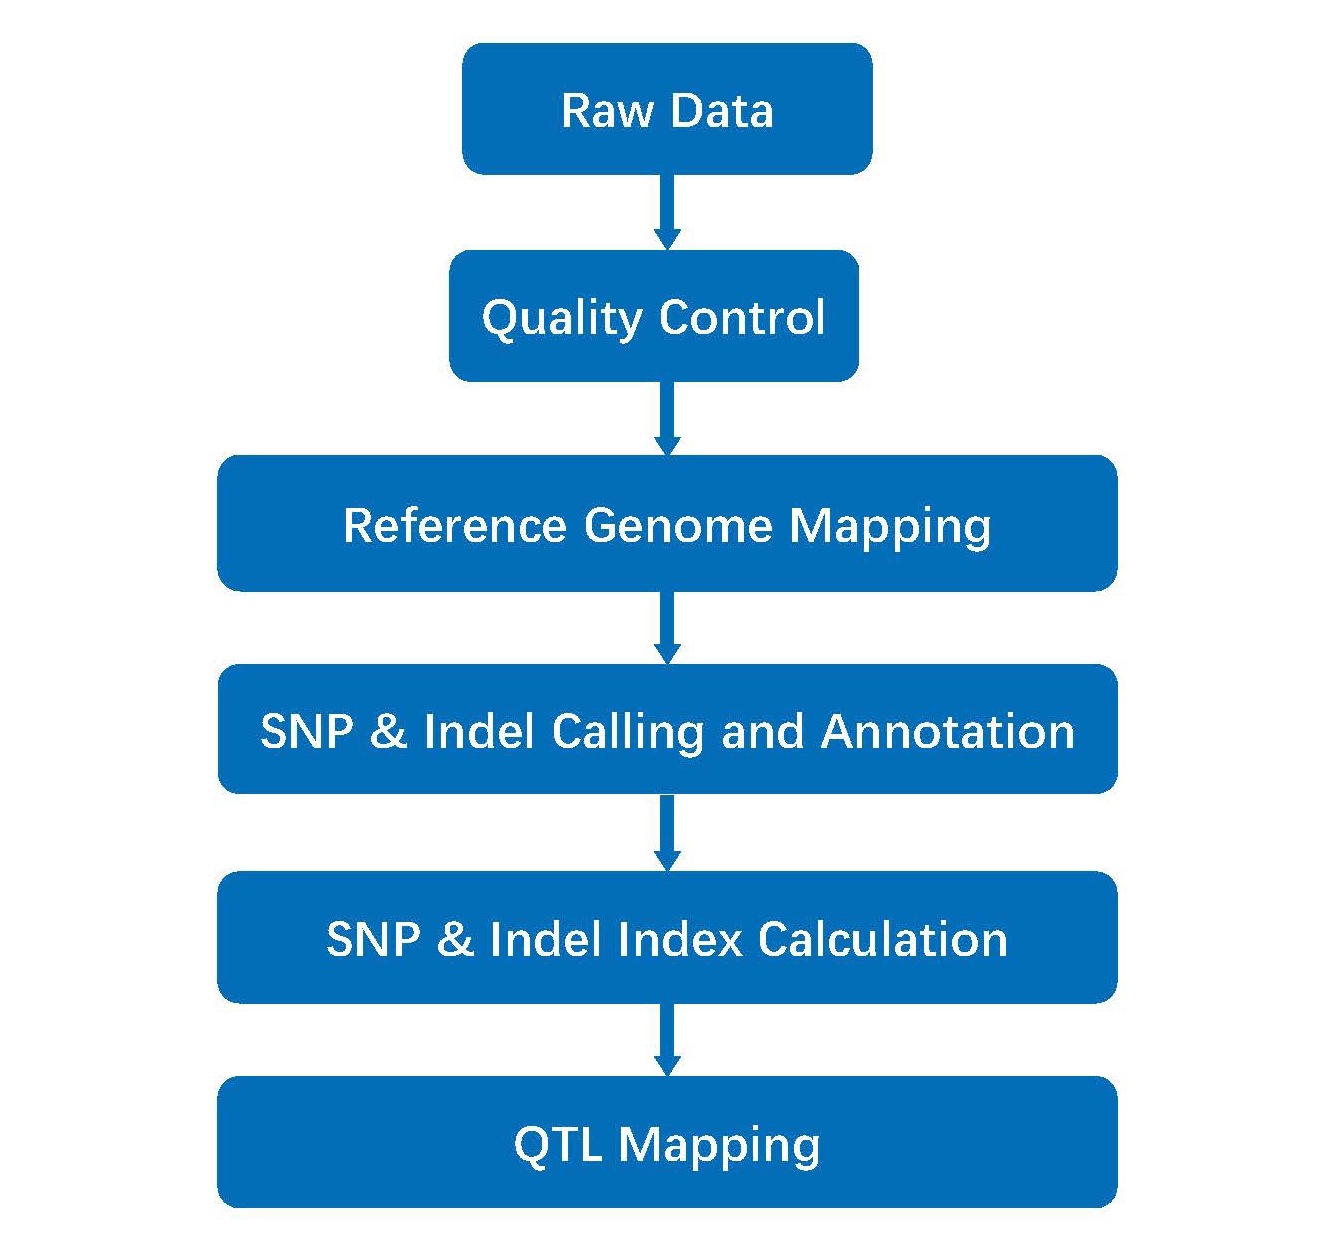 Raw Data
Quality Control
Reference Genome Mapping
SNP & Indel Calling and Annotation
SNP & Indel Index Calculation
QTL Mapping